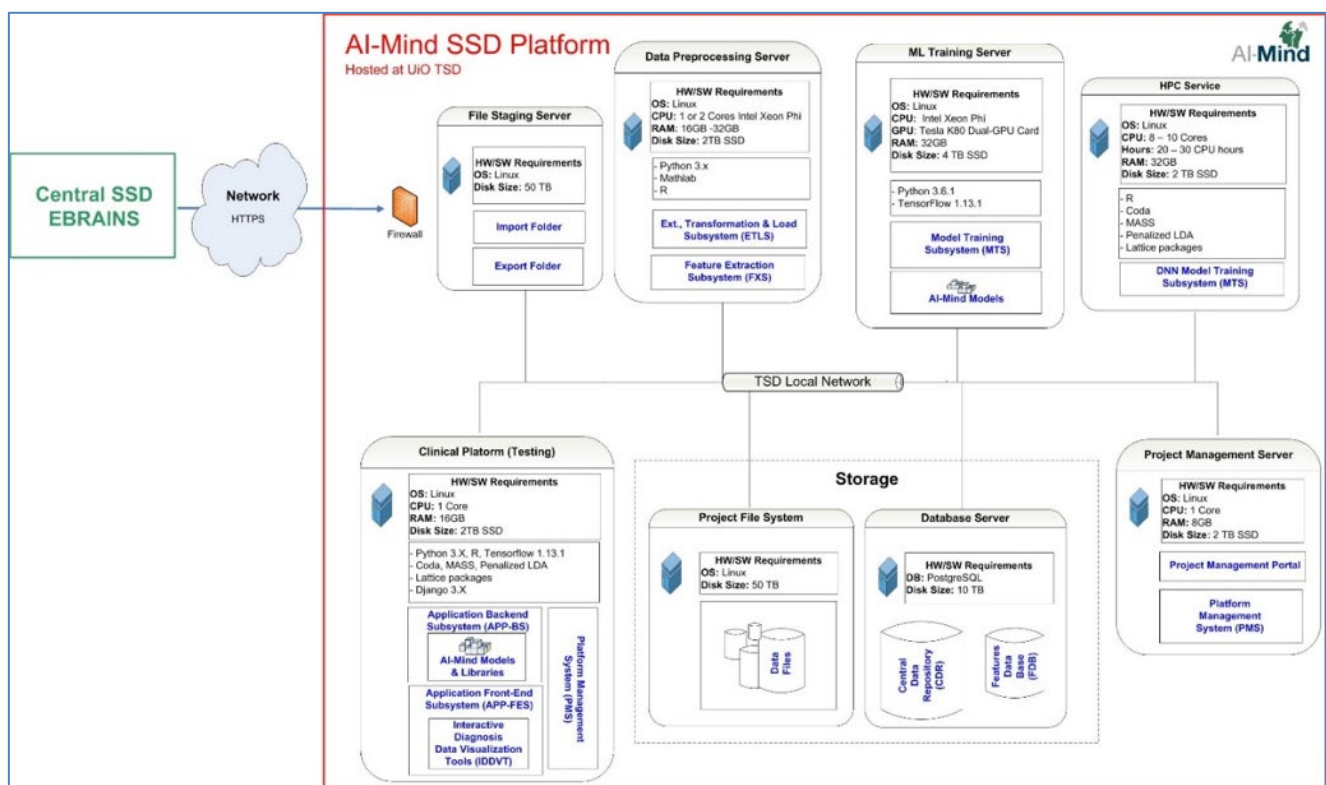 AI-Mind SSD Platform
Hosted at UiO TSD
AI-Mind
Central SSD
EBRAINS
Network
HTTPS
Firewall
File Staging Server
HW/SW Requirements
OS: Linux
Disk Size: 50 TB
Import Folder
Export Folder
Data Preprocessing Server
HW/SW Requirements
OS: Linux
CPU: 1 or 2 Cores Intel Xeon Phi
RAM: 16GB -32GB
Disk Size: 2TB SSD
- Python 3.x
- Mathlab
- R
Ext., Transformation & Load
Subsystem (ETLS)
Feature Extraction
Subsystem (FXS)
ML Training Server
HW/SW Requirements
OS: Linux
CPU: Intel Xeon Phi
GPU: Tesla K80 Dual-GPU Card
RAM: 32GB
Disk Size: 4 TB SSD
- Python 3.6.1
- TensorFlow 1.13.1
Model Training
Subsystem (MTS)
AI-Mind Models
HPC Service
HW/SW Requirements
OS: Linux
CPU: 8 – 10 Cores
Hours: 20 – 30 CPU hours
RAM: 32GB
Disk Size: 2 TB SSD
- R
- Coda
- MASS
- Penalized LDA
- Lattice packages
DNN Model Training
Subsystem (MTS)
TSD Local Network
Clinical Platorm (Testing)
HW/SW Requirements
OS: Linux
CPU: 1 Core
RAM: 16GB
Disk Size: 2TB SSD
- Python 3.X, R, Tensorflow 1.13.1
- Coda, MASS, Penalized LDA
- Lattice packages
- Django 3.X
Application Backend
Subsystem (APP-BS)
AI-Mind Models
& Libraries
Application Front-End
Subsystem (APP-FES)
Interactive
Diagnosis
Data Visualization
Tools (IDDVT)
Platform Management
System (PMS)
Storage
Project File System
HW/SW Requirements
OS: Linux
Disk Size: 50 TB
Data
Files
Database Server
HW/SW Requirements
DB: PostgreSQL
Disk Size: 10 TB
Central
Data
Repository
(CDR)
Features
Data
Base
(FDB)
Project Management Server
HW/SW Requirements
OS: Linux
CPU: 1 Core
RAM: 8GB
Disk Size: 2 TB SSD
Project Management Portal
Platform
Management
System (PMS)